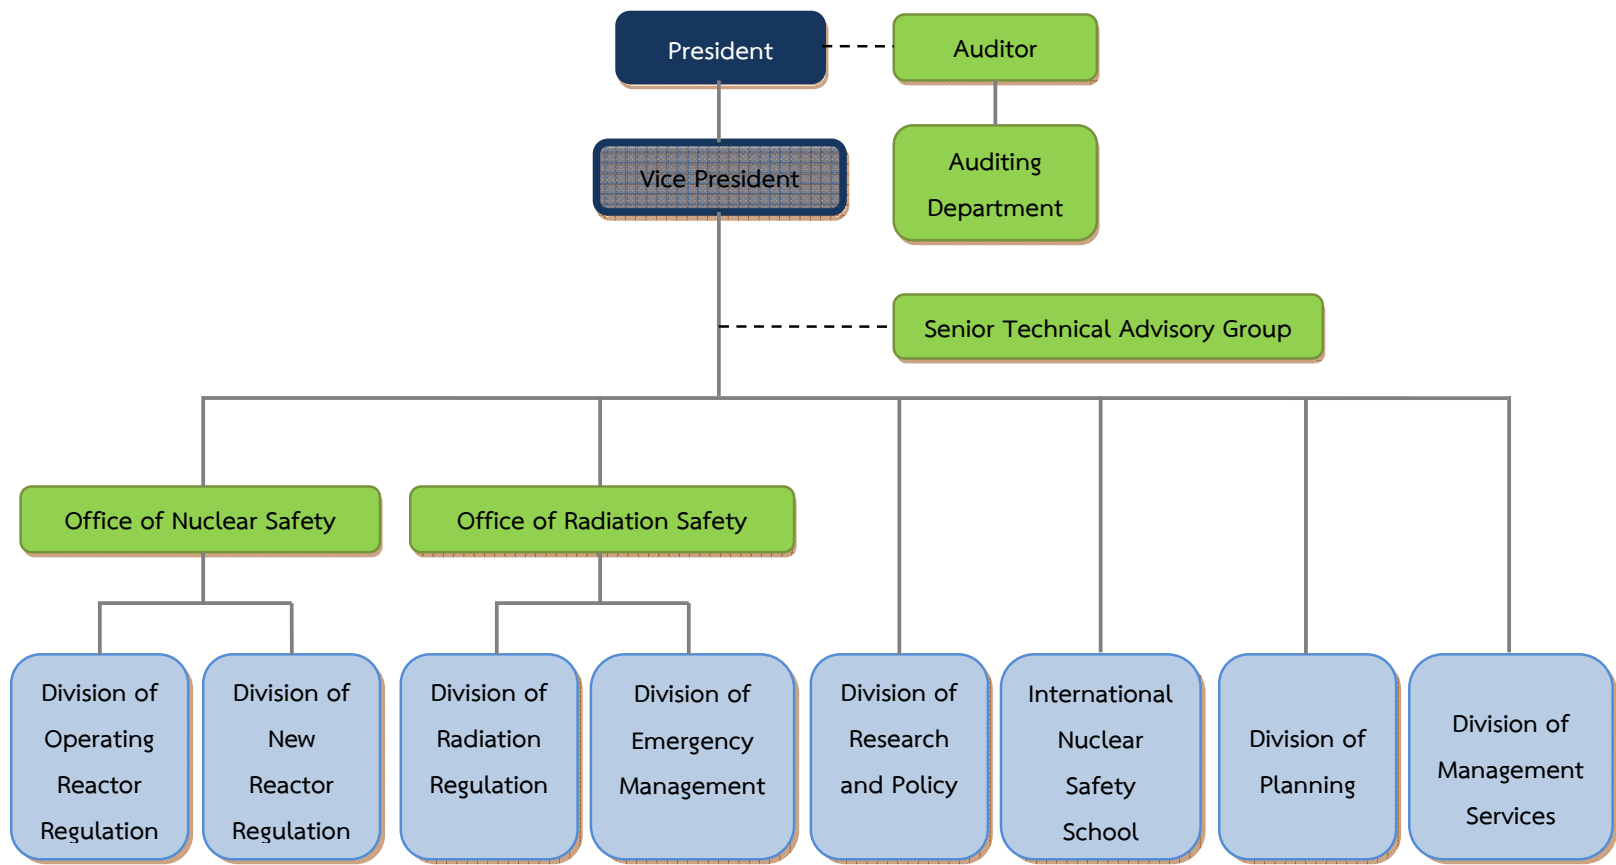 President
Auditor
Vice President
Auditing
Department
Senior Technical Advisory Group
Office of Nuclear Safety
Office of Radiation Safety
Division of
Operating
Reactor
Regulation
Division of
New
Reactor
Regulation
Division of
Radiation
Regulation
Division of
Emergency
Management
Division of
Research
and Policy
International
Nuclear
Safety
School
Division of
Planning
Division of
Management
Services